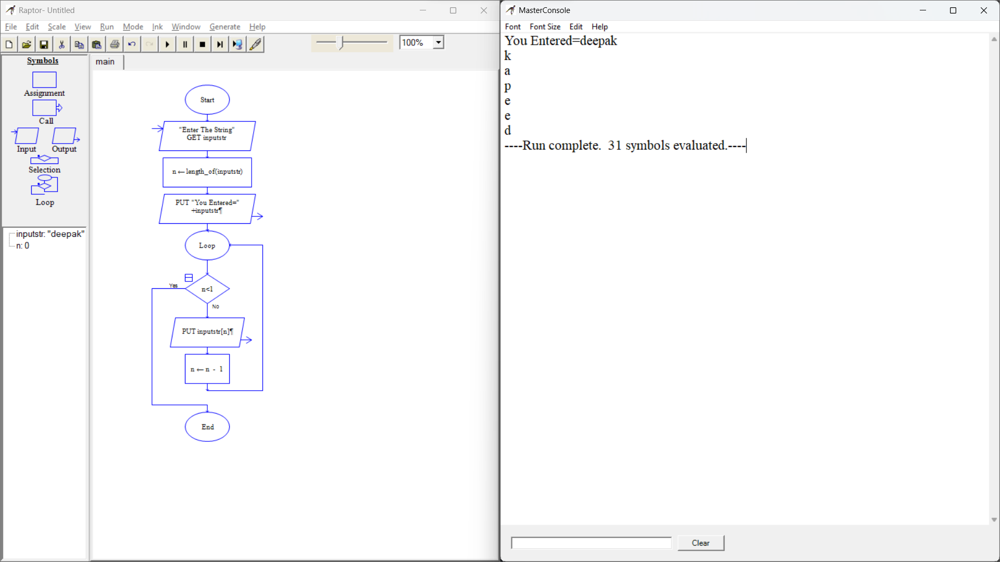 Raptor- Untitled
File Edit Scale View Run Mode Ink Window Generate Help
100%
Symbols
Assignment
Call
Input Output
Selection
Loop
inputstr: "deepak"
n: 0
main
Start
"Enter The String"
GET inputstr
n ← length_of(inputstr)
PUT "You Entered="
+inputstr¶
Loop
Yes
n<1
No
PUT inputstr[n]¶
n ← n - 1
End
MasterConsole
Font Font Size Edit Help
You Entered=deepak
k
a
p
e
e
d
----Run complete.  31 symbols evaluated.----
Clear